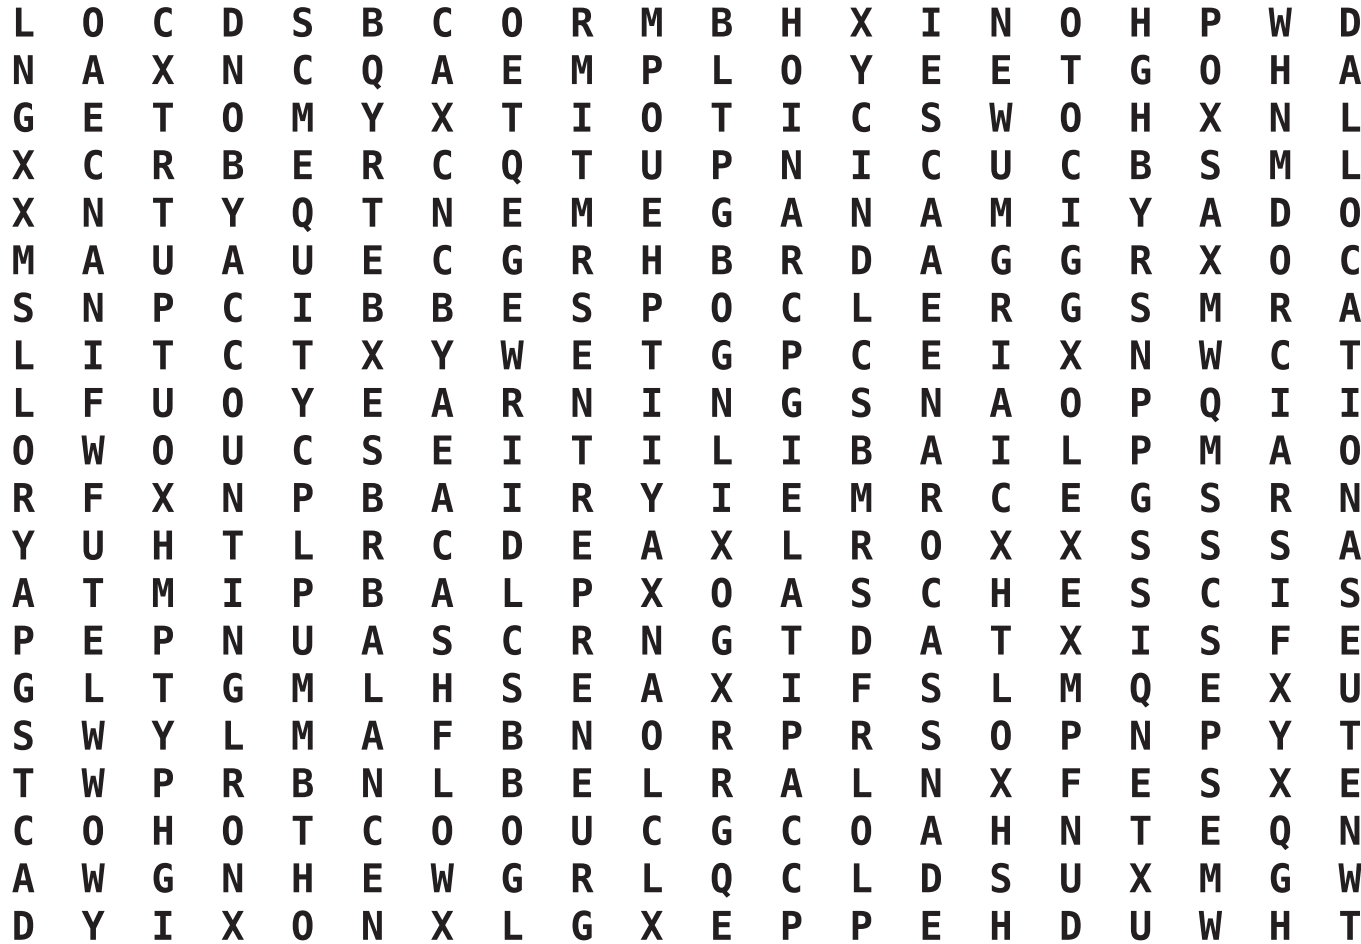 L O C D S B C O R M B H X I N O H P W D
N A X N C Q A E M P L O Y E E T G O H A
G E T O M Y X T I O T I C S W O H X N L
X C R B E R C Q T U P N I C U C B S M L
X N T Y Q T N E M E G A N A M I Y A D O
M A U A U E C G R H B R D A G G R X O C
S N P C I B B E S P O C L E R G S M R A
L I T C T X Y W E T G P C E I X N W C T
L F U O Y E A R N I N G S N A O P Q I I
O W O U C S E I T I L I B A I L P M A O
R F X N P B A I R Y I E M R C E G S R N
Y U H T L R C D E A X L R O X X S S S A
A T M I P B A L P X O A S C H E S C I S
P E P N U A S C R N G T D A T X I S F E
G L T G M L H S E A X I F S L M Q E X U
S W Y L M A F B N O R P R S O P N P Y T
T W P R B N L B E L R A L N X F E S X E
C O H O T C O O U C G C O A H N T E Q N
A W G N H E W G R L Q C L D S U X M G W
D Y I X O N X L G X E P P E H D U W H T